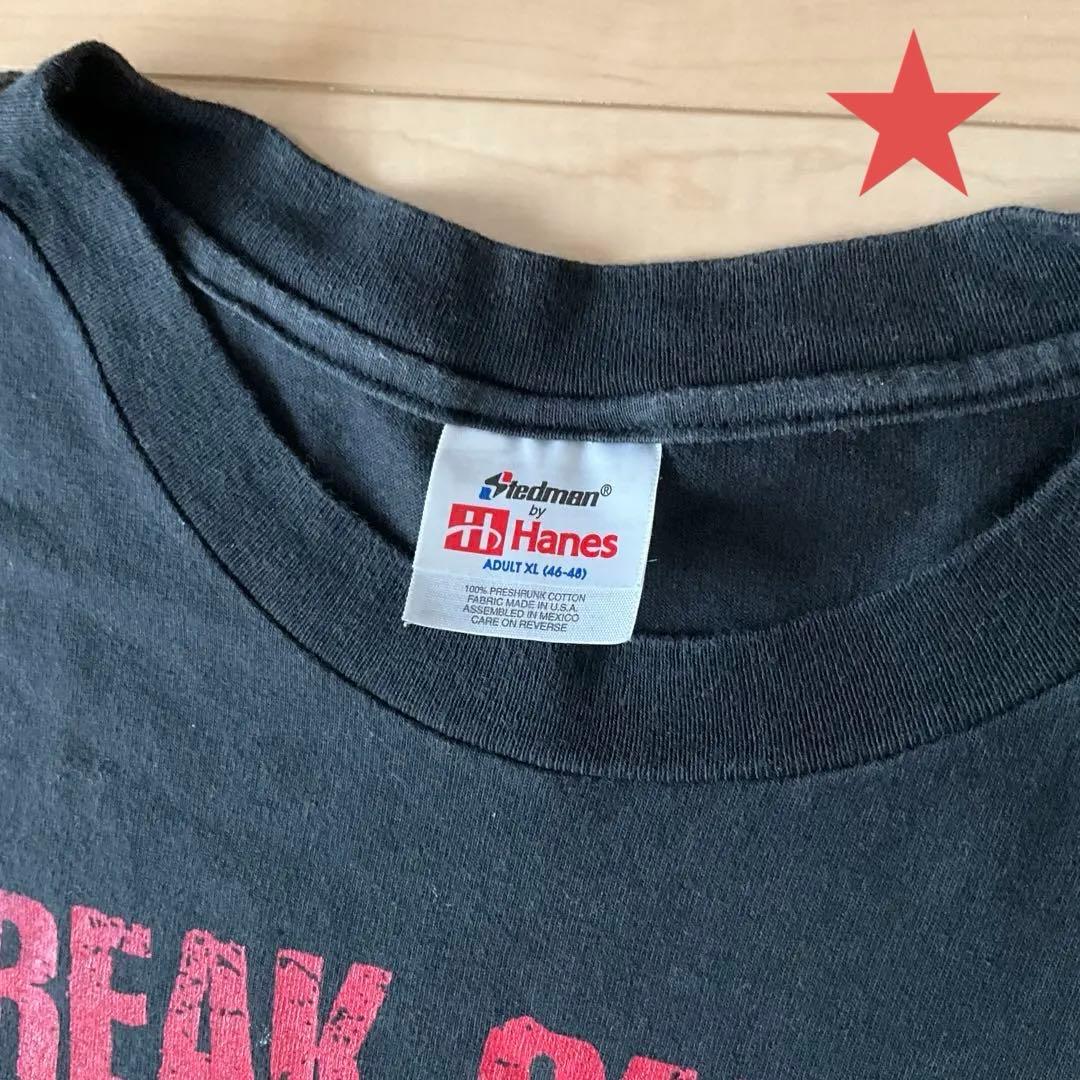 Stedman®
by
Hanes
ADULT XL (46-48)
100% PRESHRUNK COTTON
FABRIC MADE IN U.S.A.
ASSEMBLED IN MEXICO
CARE ON REVERSE
REAK